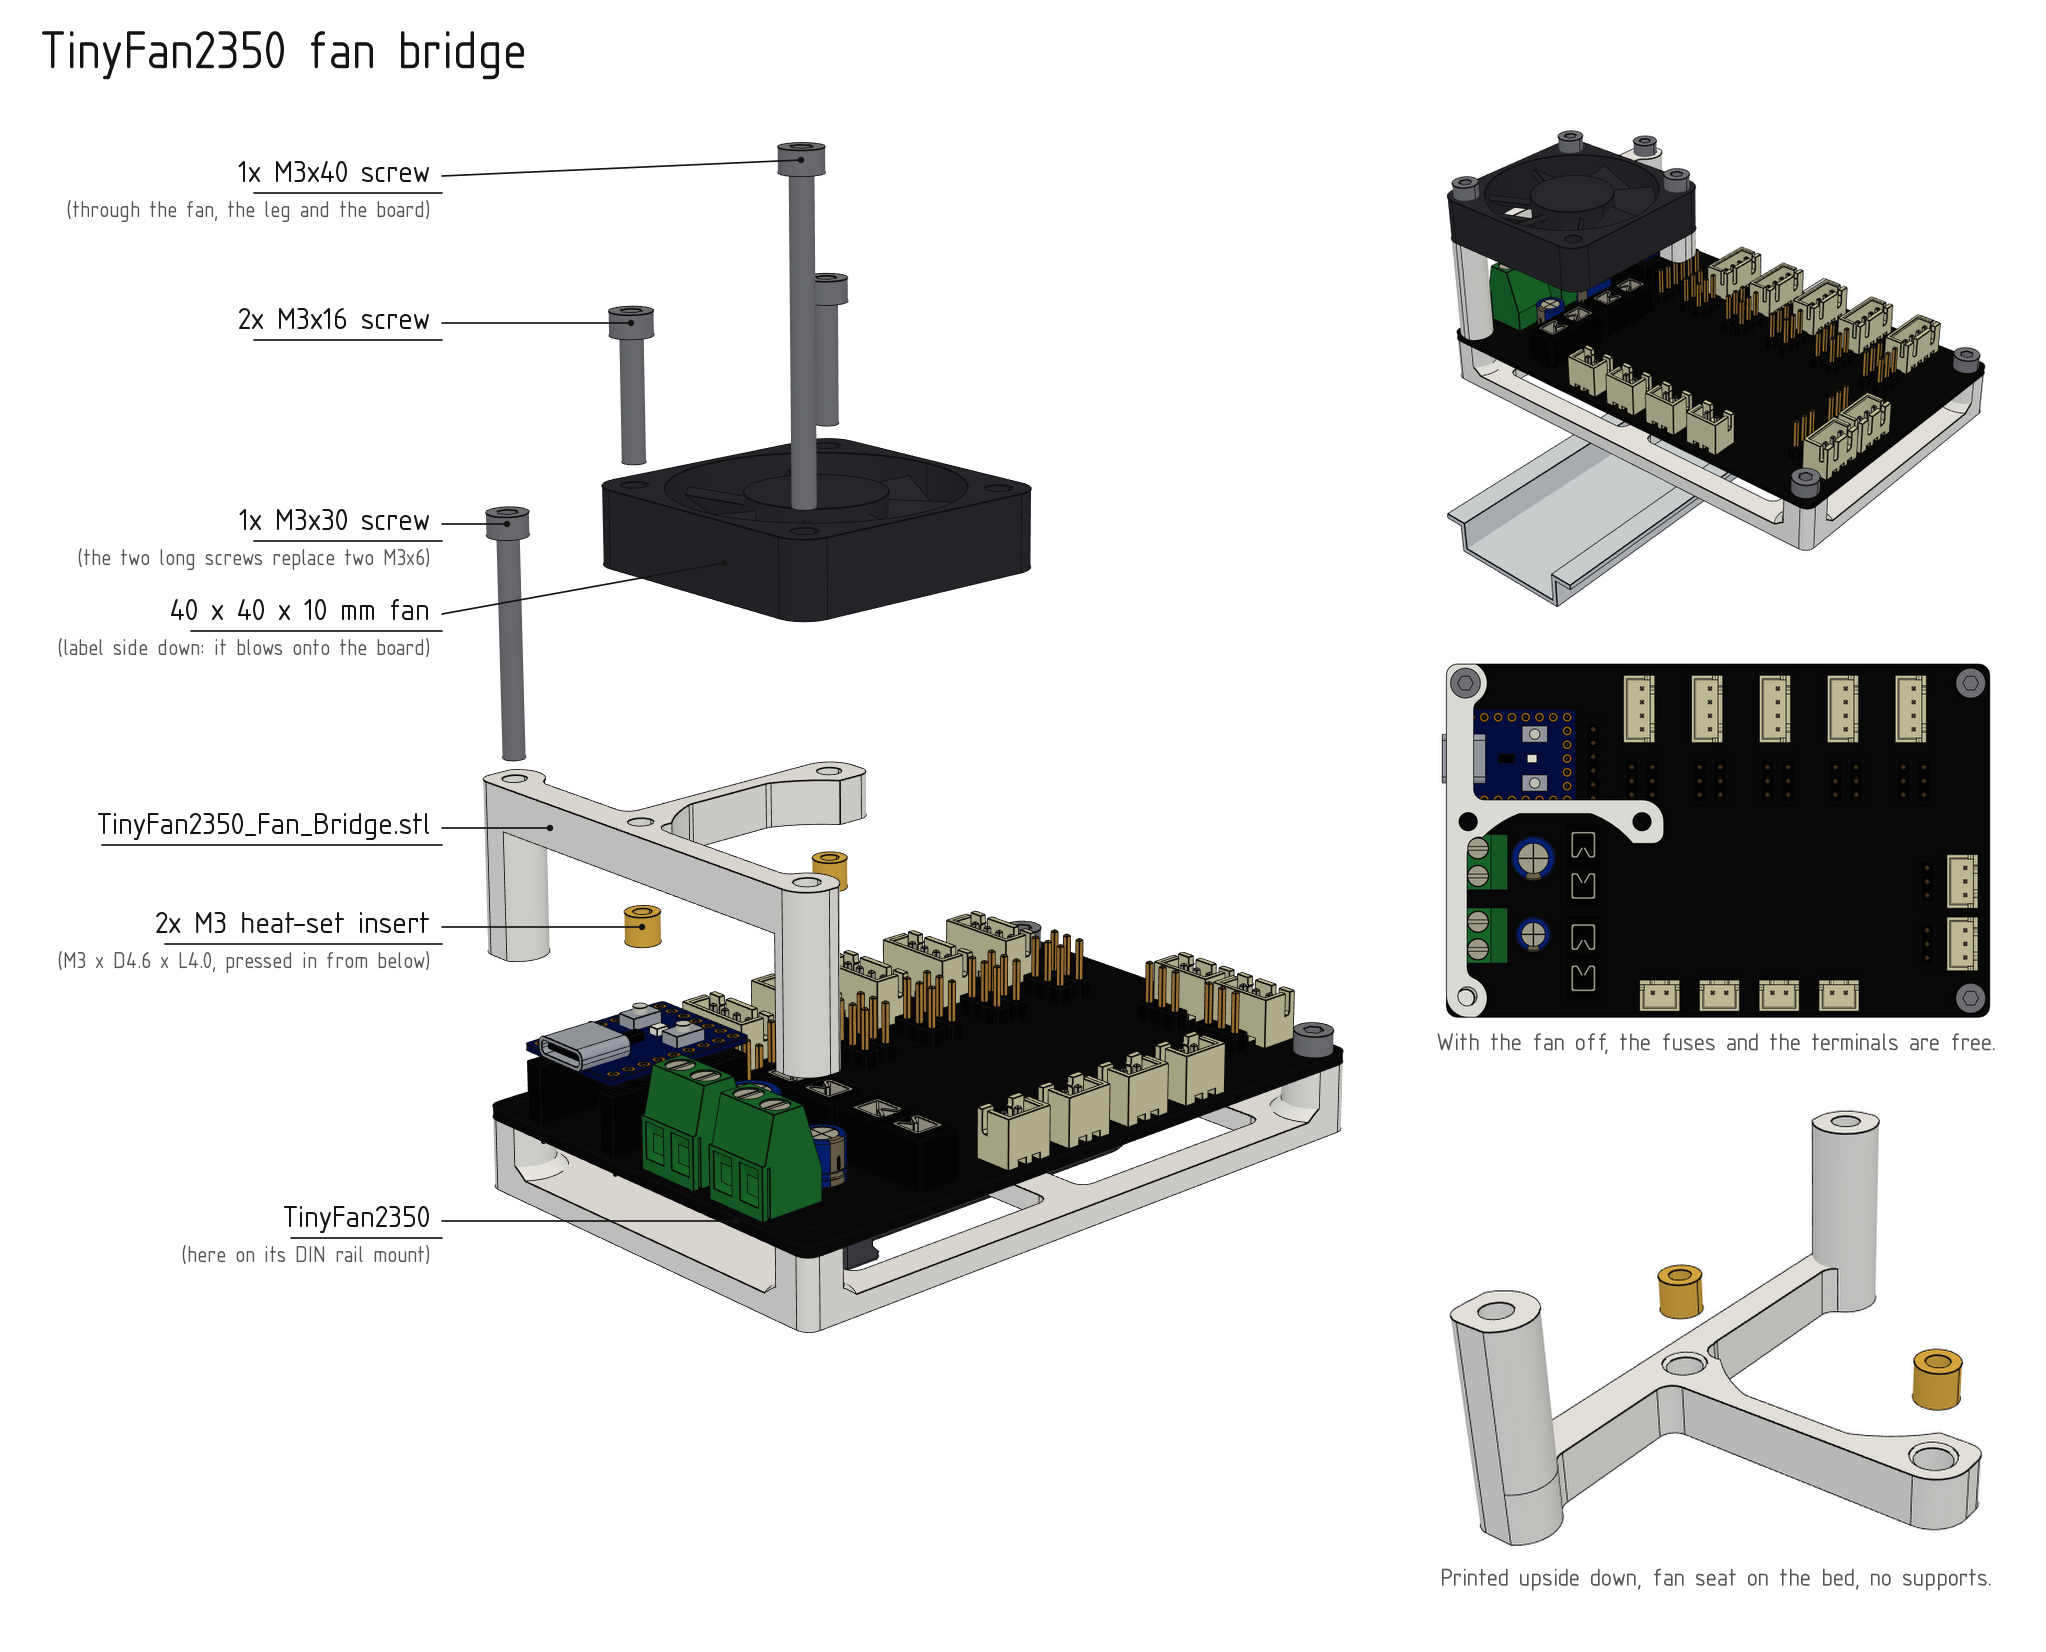 TinyFan2350 fan bridge
1x M3x40 screw
(through the fan, the leg and the board)
2x M3x16 screw
1x M3x30 screw
(the two long screws replace two M3x6)
40 x 40 x 10 mm fan
(label side down: it blows onto the board)
TinyFan2350_Fan_Bridge.stl
2x M3 heat-set insert
(M3 x D4.6 x L4.0, pressed in from below)
TinyFan2350
(here on its DIN rail mount)
With the fan off, the fuses and the terminals are free.
Printed upside down, fan seat on the bed, no supports.